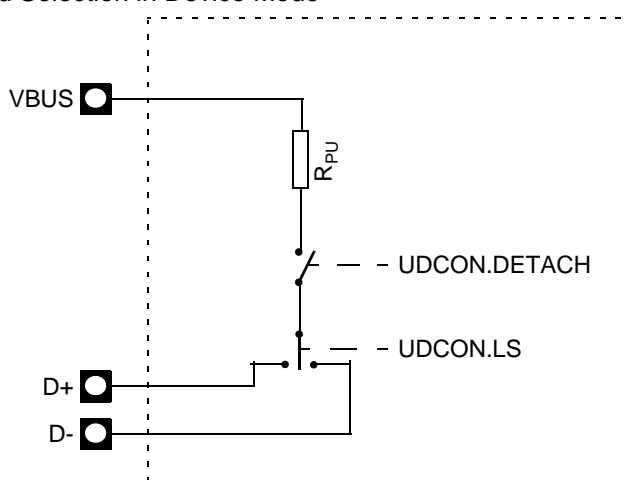 Selection in Device Mode
VBUS
RPU
UDCON.DETACH
UDCON.LS
D+
D-